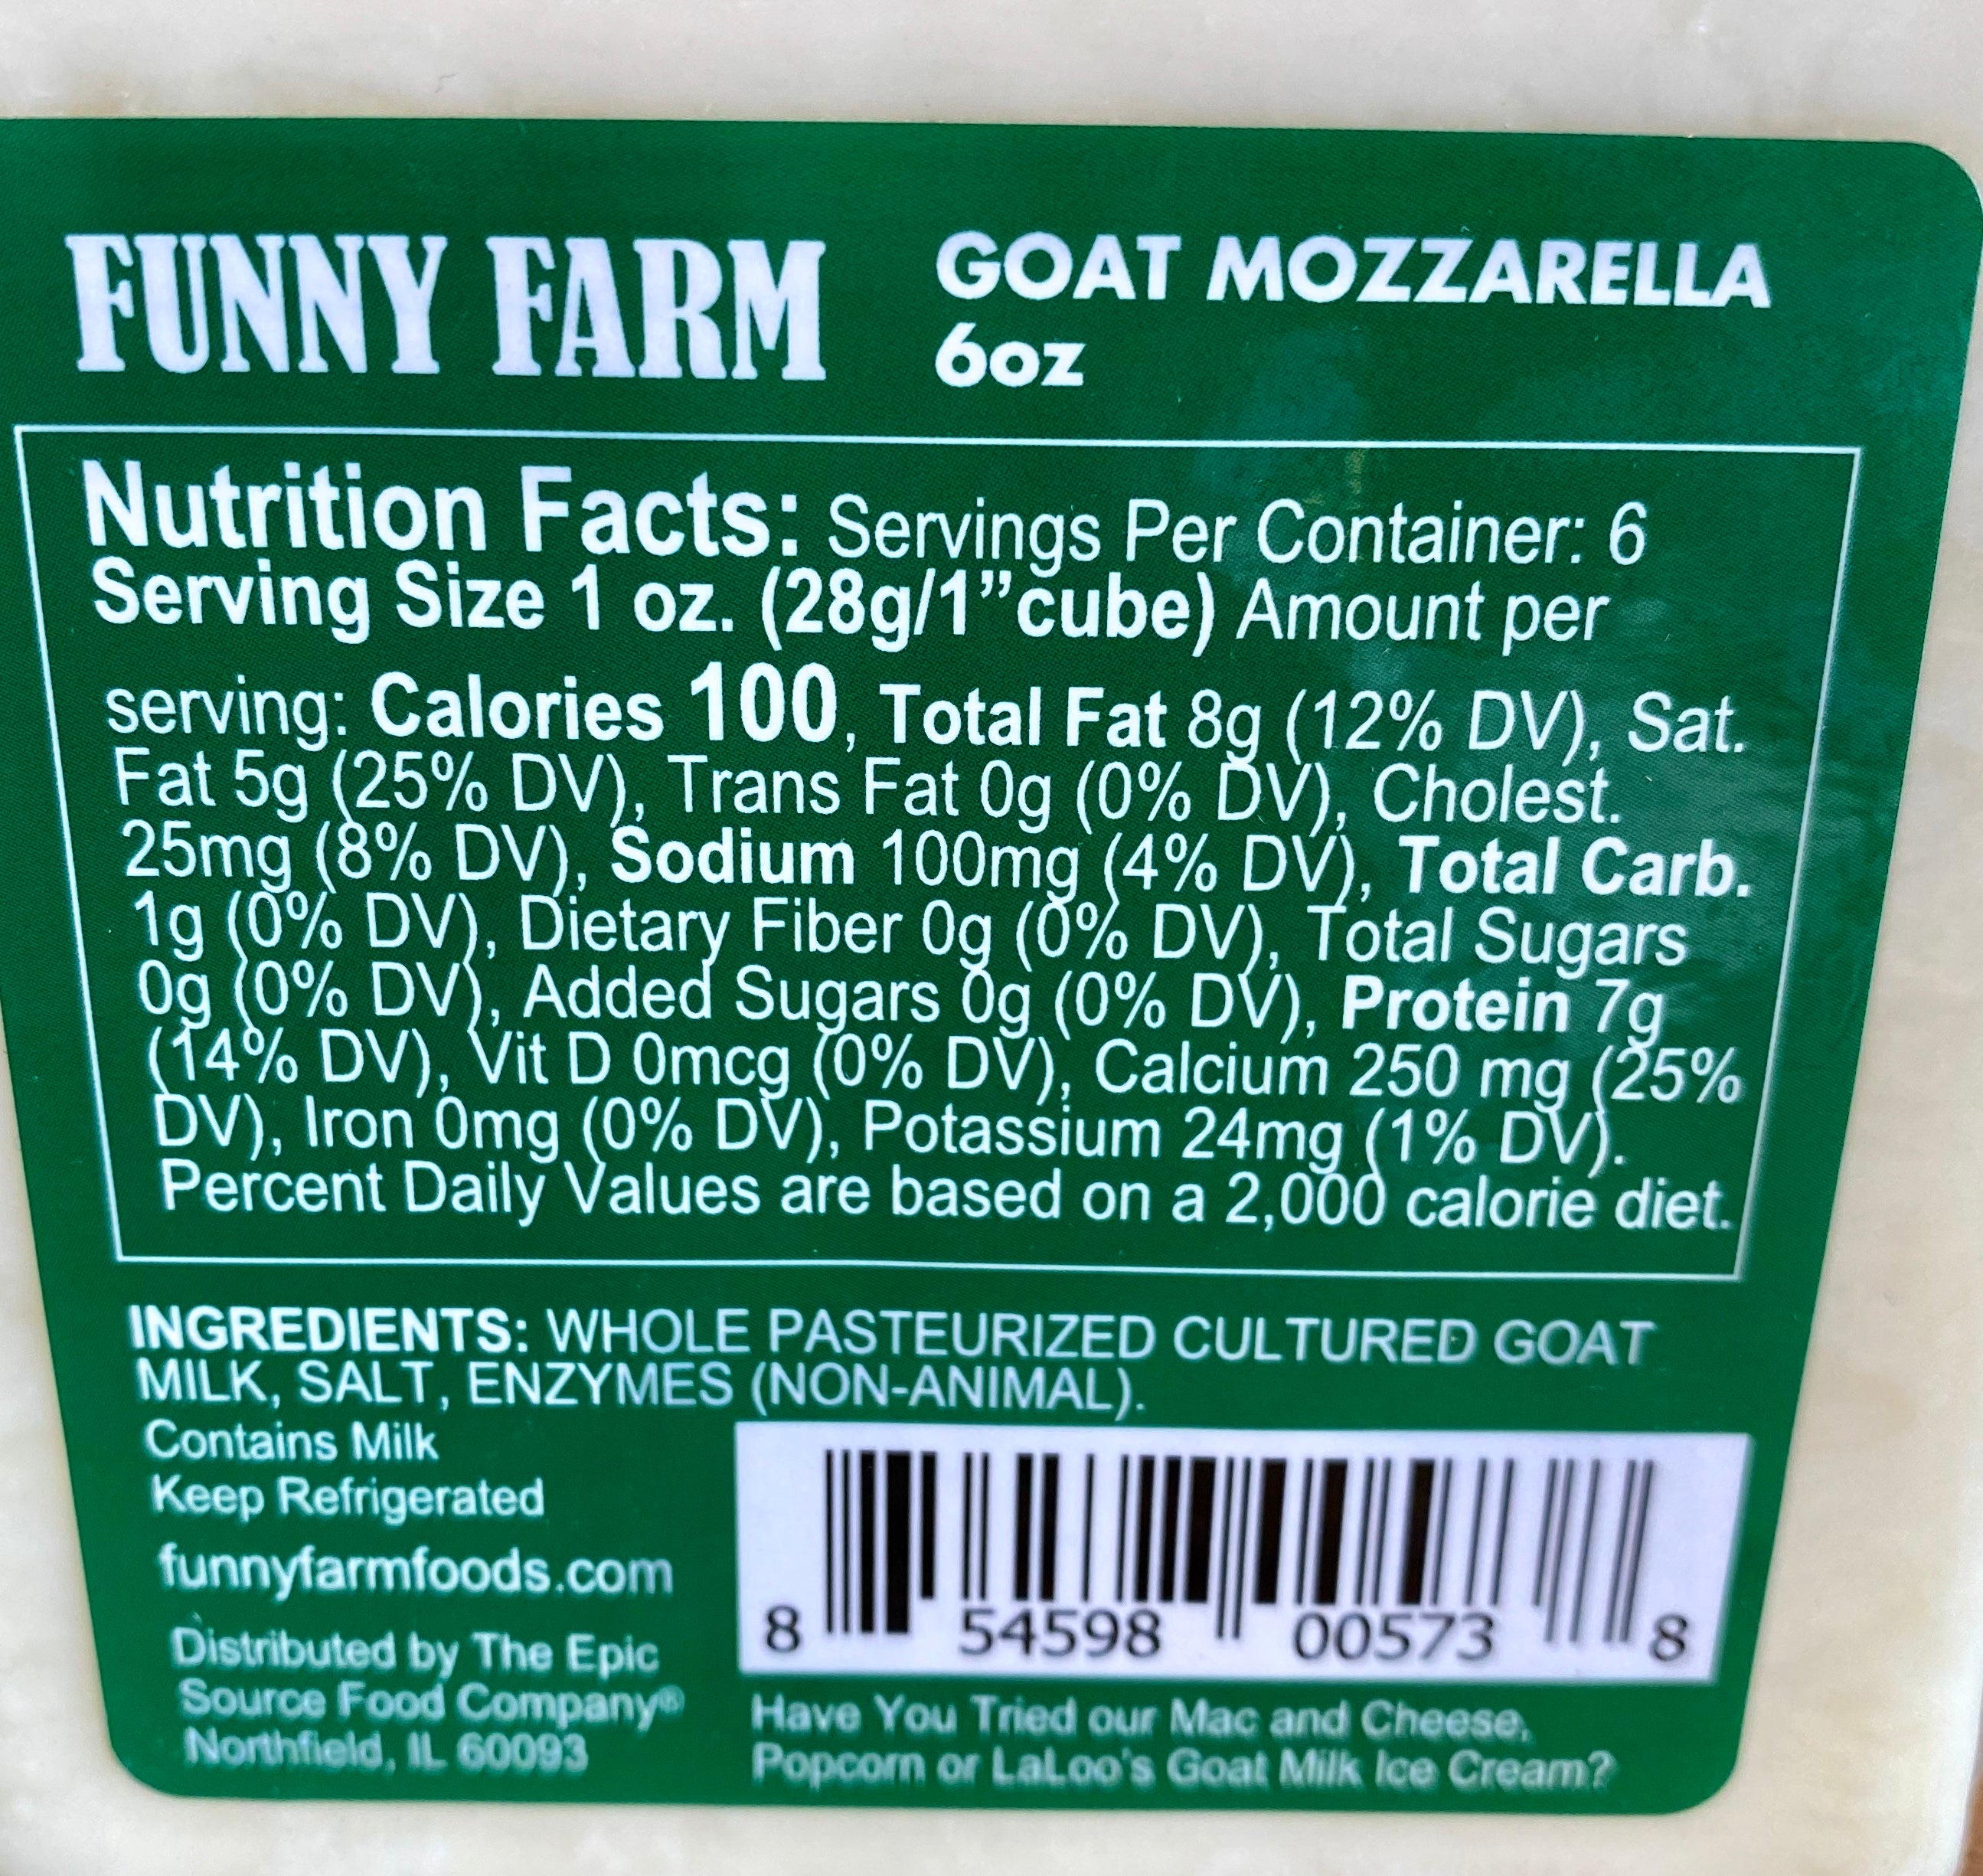 FUNNY FARM
GOAT MOZZARELLA
6oz
Nutrition Facts: Servings Per Container: 6
Serving Size 1 oz. (28g/1”cube) Amount per
serving: Calories 100, Total Fat 8g (12% DV), Sat.
Fat 5g (25% DV), Trans Fat 0g (0% DV), Cholest.
25mg (8% DV), Sodium 100mg (4% DV), Total Carb.
1g (0% DV), Dietary Fiber 0g (0% DV), Total Sugars
0g (0% DV), Added Sugars 0g (0% DV), Protein 7g
(14% DV), Vit D 0mcg (0% DV), Calcium 250 mg (25%
DV), Iron 0mg (0% DV), Potassium 24mg (1% DV).
Percent Daily Values are based on a 2,000 calorie diet.
INGREDIENTS: WHOLE PASTEURIZED CULTURED GOAT
MILK, SALT, ENZYMES (NON-ANIMAL).
Contains Milk
Keep Refrigerated
funnyfarmfoods.com
Distributed by The Epic
Source Food Company®
Northfield, IL 60093
8 54598 00573 8
Have You Tried our Mac and Cheese,
Popcorn or LaLoo's Goat Milk Ice Cream?